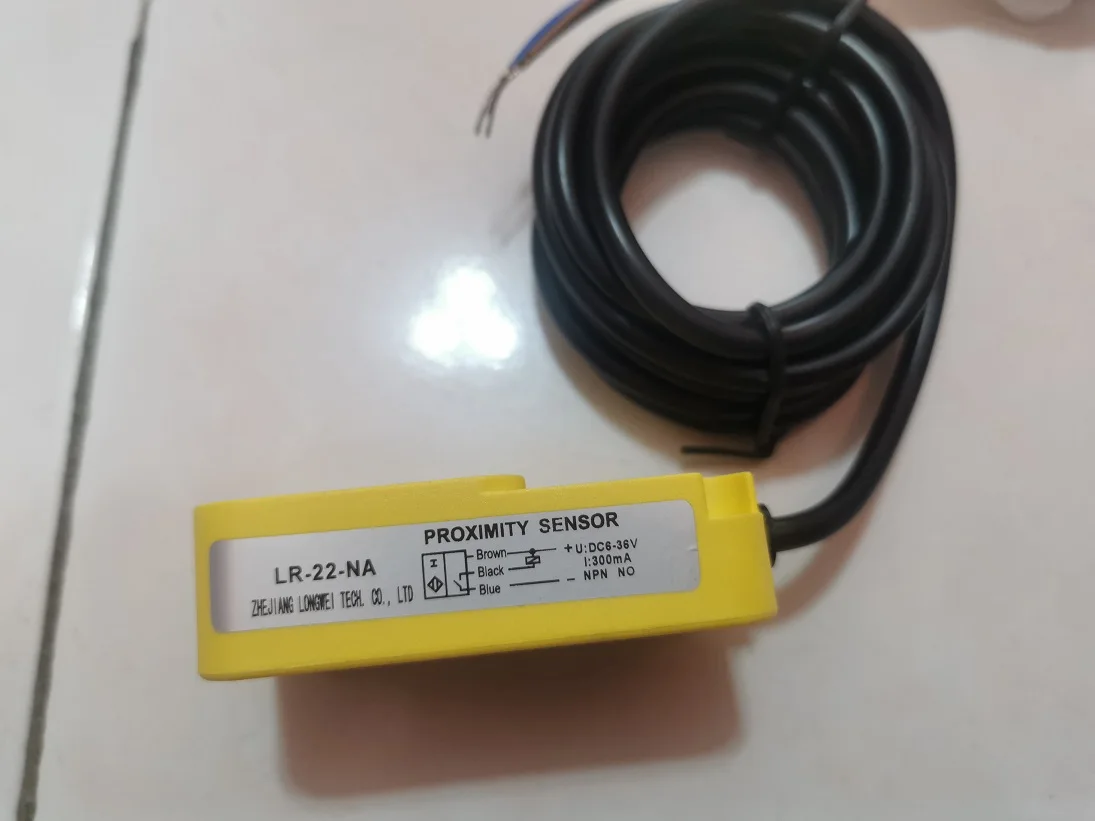 PROXIMITY SENSOR
LR-22-NA
ZHEJIANG LONGWEI TECH. CO., LTD
Brown
Black
Blue
+ U:DC6-36V
I:300mA
- NPN NO